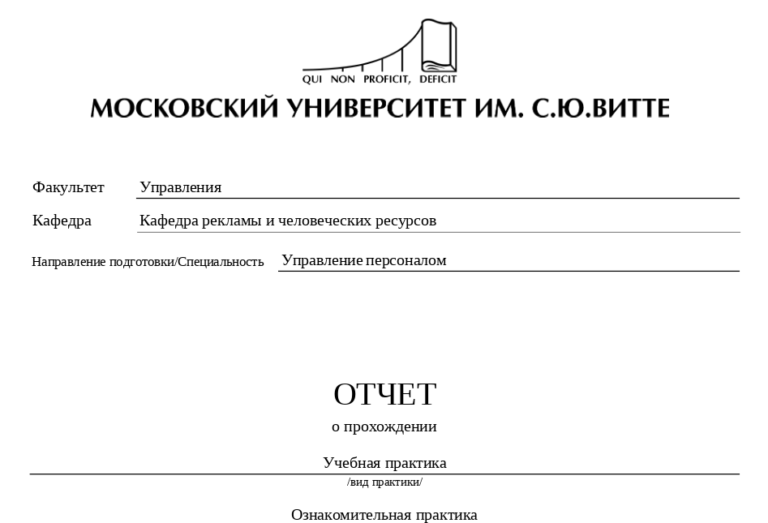 QUI NON PROFICIT, DEFICIT
МОСКОВСКИЙ УНИВЕРСИТЕТ ИМ. С.Ю.ВИТТЕ
Факультет Управления
Кафедра Кафедра рекламы и человеческих ресурсов
Направление подготовки/Специальность Управление персоналом
ОТЧЕТ
о прохождении
Учебная практика
/вид практики/
Ознакомительная практика